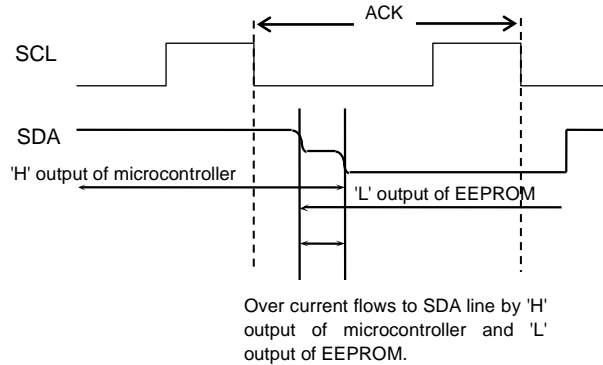 ACK
SCL
SDA
'H' output of microcontroller
'L' output of EEPROM
Over current flows to SDA line by 'H'
output of microcontroller and 'L'
output of EEPROM.